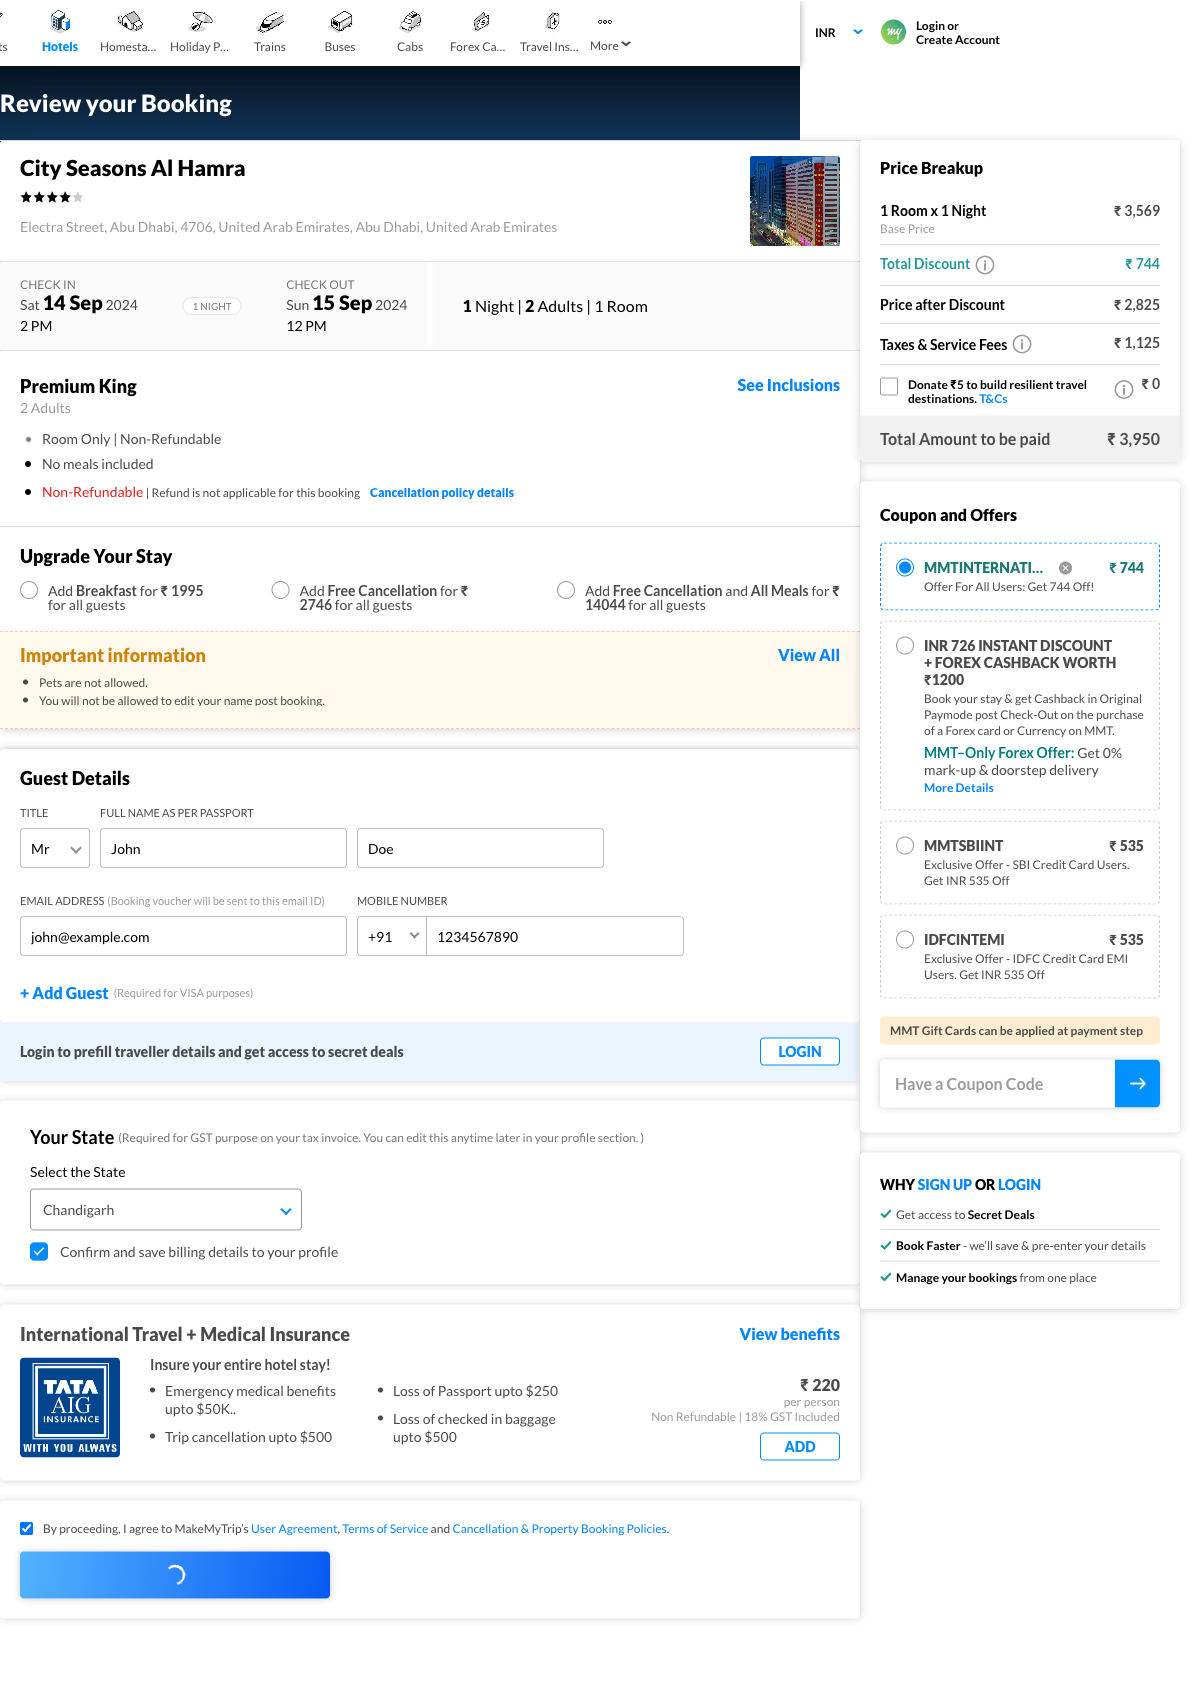 Hotels
Homesta...
Holiday P...
Trains
Buses
Cabs
Forex Ca...
Travel Ins...
More
INR
my
Login or
Create Account
Review your Booking
City Seasons Al Hamra
Electra Street, Abu Dhabi, 4706, United Arab Emirates, Abu Dhabi, United Arab Emirates
CHECK IN
Sat 14 Sep 2024
2 PM
1 NIGHT
CHECK OUT
Sun 15 Sep 2024
12 PM
1 Night | 2 Adults | 1 Room
Premium King
See Inclusions
2 Adults
Room Only | Non-Refundable
No meals included
Non-Refundable | Refund is not applicable for this booking Cancellation policy details
Upgrade Your Stay
Add Breakfast for ₹ 1995
for all guests
Add Free Cancellation for ₹
2746 for all guests
Add Free Cancellation and All Meals for ₹
14044 for all guests
Important information
View All
Pets are not allowed.
You will not be allowed to edit your name post booking.
Guest Details
TITLE
FULL NAME AS PER PASSPORT
Mr
John
Doe
EMAIL ADDRESS (Booking voucher will be sent to this email ID)
MOBILE NUMBER
john@example.com
+91
1234567890
+ Add Guest (Required for VISA purposes)
Login to prefill traveller details and get access to secret deals
LOGIN
Your State (Required for GST purpose on your tax invoice. You can edit this anytime later in your profile section. )
Select the State
Chandigarh
Confirm and save billing details to your profile
International Travel + Medical Insurance
View benefits
TATA
AIG
INSURANCE
WITH YOU ALWAYS
Insure your entire hotel stay!
Emergency medical benefits
upto $50K..
Trip cancellation upto $500
Loss of Passport upto $250
Loss of checked in baggage
upto $500
₹ 220
per person
Non Refundable | 18% GST Included
ADD
By proceeding, I agree to MakeMyTrip's User Agreement, Terms of Service and Cancellation & Property Booking Policies.
Price Breakup
1 Room x 1 Night
₹ 3,569
Base Price
Total Discount
₹ 744
Price after Discount
₹ 2,825
Taxes & Service Fees
₹ 1,125
Donate ₹5 to build resilient travel
destinations. T&Cs
₹ 0
Total Amount to be paid
₹ 3,950
Coupon and Offers
MMTINTERNATI...
₹ 744
Offer For All Users: Get 744 Off!
INR 726 INSTANT DISCOUNT
+ FOREX CASHBACK WORTH
₹1200
Book your stay & get Cashback in Original
Paymode post Check-Out on the purchase
of a Forex card or Currency on MMT.
MMT-Only Forex Offer: Get 0%
mark-up & doorstep delivery
More Details
MMTSBIINT
₹ 535
Exclusive Offer - SBI Credit Card Users.
Get INR 535 Off
IDFCINTEMI
₹ 535
Exclusive Offer - IDFC Credit Card EMI
Users. Get INR 535 Off
MMT Gift Cards can be applied at payment step
Have a Coupon Code
WHY SIGN UP OR LOGIN
Get access to Secret Deals
Book Faster - we'll save & pre-enter your details
Manage your bookings from one place